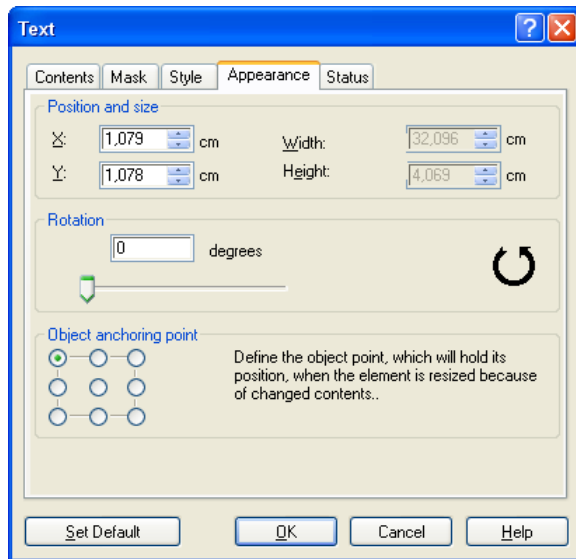 Text
Contents Mask Style Appearance Status
Position and size
X: 1,079 cm Width: 32,096 cm
Y: 1,078 cm Height: 4,069 cm
Rotation
0 degrees
Object anchoring point
Define the object point, which will hold its
position, when the element is resized because
of changed contents..
Set Default OK Cancel Help